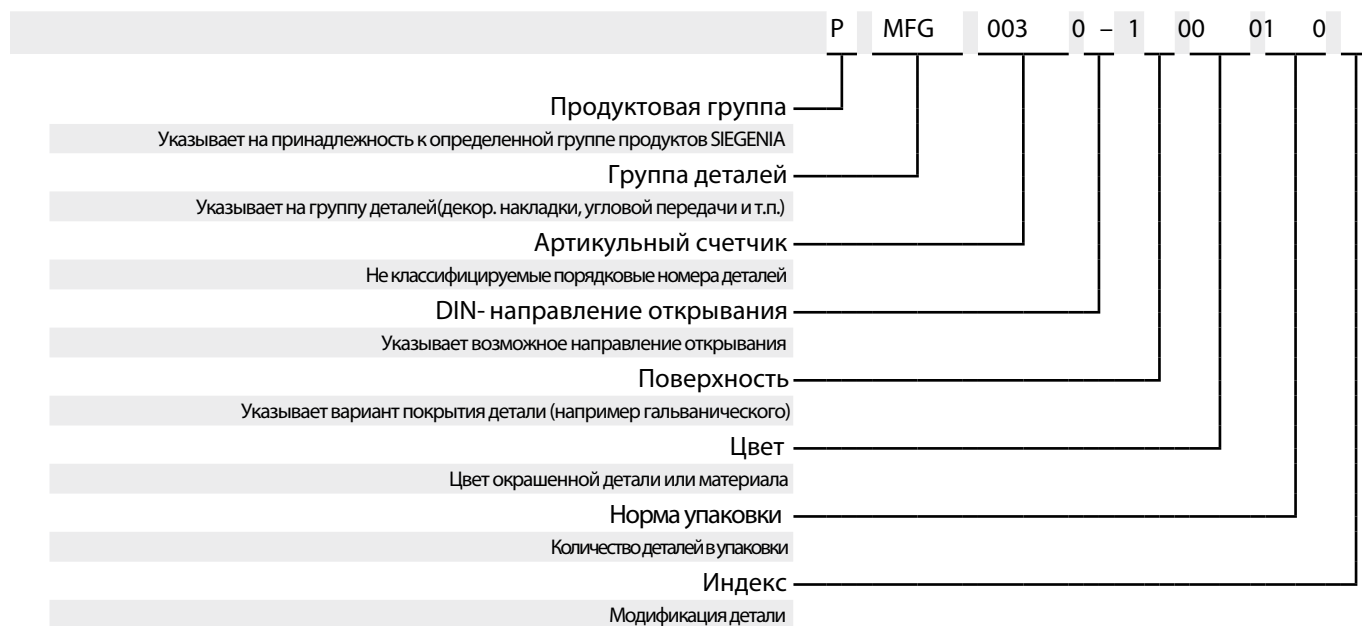 P MFG 003 0 – 1 00 01 0
Продуктовая группа
Указывает на принадлежность к определенной группе продуктов SIEGENIA
Группа деталей
Указывает на группу деталей(декор. накладки, угловой передачи и т.п.)
Артикульный счетчик
Не классифицируемые порядковые номера деталей
DIN- направление открывания
Указывает возможное направление открывания
Поверхность
Указывает вариант покрытия детали (например гальванического)
Цвет
Цвет окрашенной детали или материала
Норма упаковки
Количество деталей в упаковки
Индекс
Модификация детали